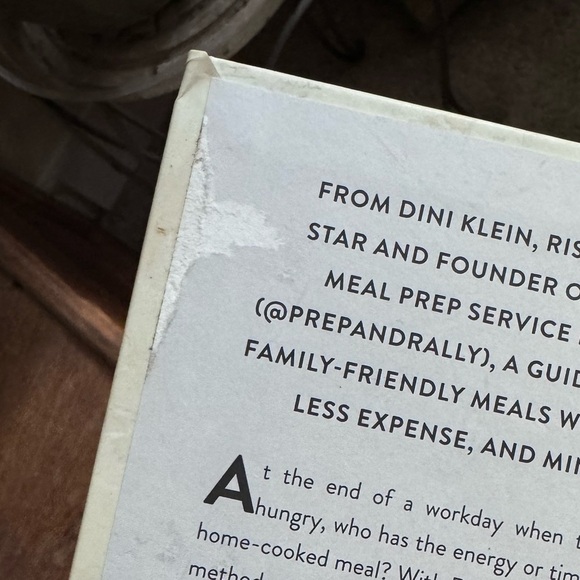 FROM DINI KLEIN, RIS
STAR AND FOUNDER O
MEAL PREP SERVICE
(@PREPANDRALLY), A GUID
FAMILY-FRIENDLY MEALS W
LESS EXPENSE, AND MIN
At the end of a workday when t
hungry, who has the energy or tim
home-cooked meal? With
method